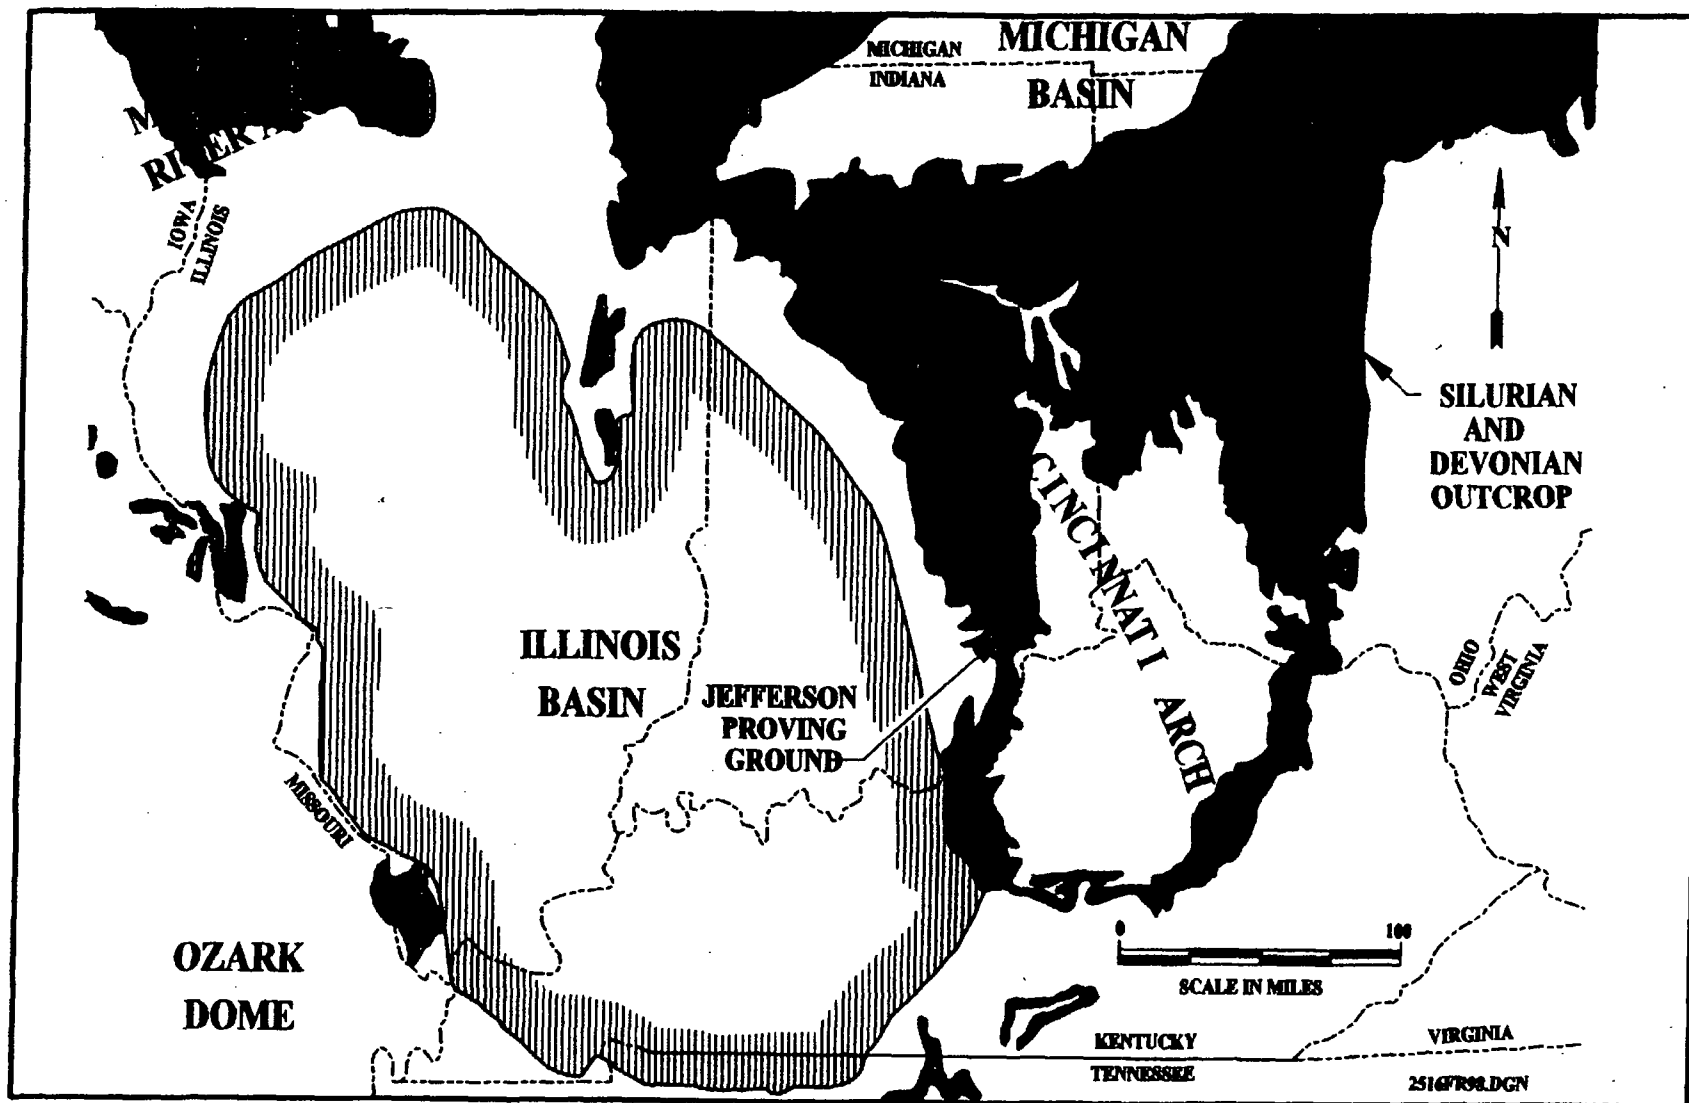 MICHIGAN
INDIANA
MICHIGAN
BASIN
RIVER
IOWA
ILLINOIS
N
SILURIAN
AND
DEVONIAN
OUTCROP
CINCINNATI ARCH
ILLINOIS
BASIN
JEFFERSON
PROVING
GROUND
OHIO
WEST
VIRGINIA
MISSOURI
OZARK
DOME
0 100
SCALE IN MILES
KENTUCKY
TENNESSEE
VIRGINIA
2516FR98.DGN